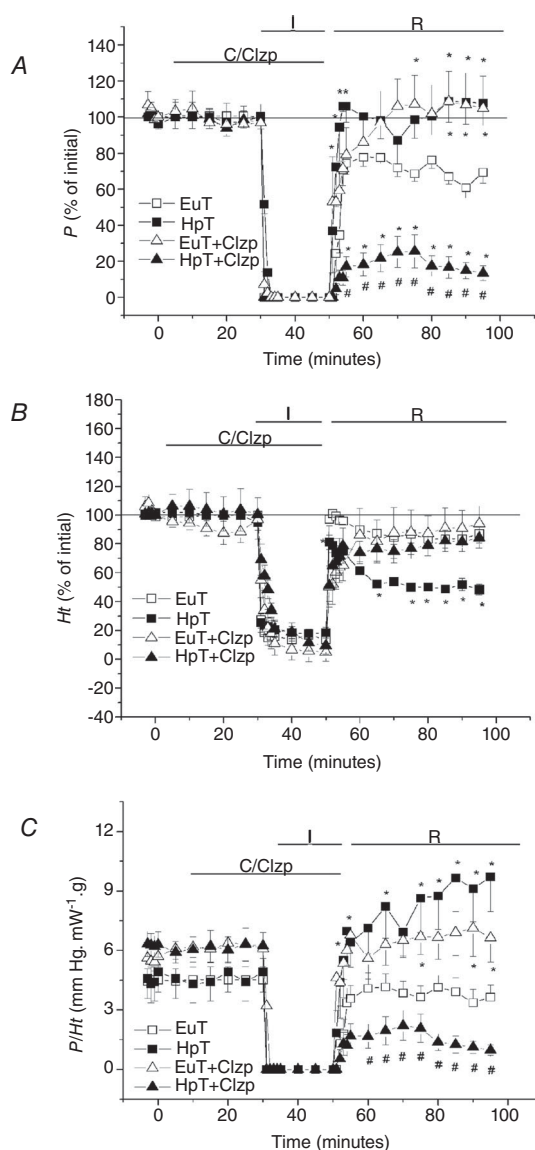 A
I
R
C/Clzp
P (% of initial)
140
120
100
80
60
40
20
0
EuT
HpT
EuT+Clzp
HpT+Clzp
* ** * * * * * * *
* * * * * * * * *
# # # # # # # #
0 20 40 60 80 100
Time (minutes)
B
I
R
C/Clzp
Ht (% of intial)
180
160
140
120
100
80
60
40
20
0
-20
-40
EuT
HpT
EuT+Clzp
HpT+Clzp
* * * * * * *
0 20 40 60 80 100
Time (minutes)
C
I
R
C/Clzp
P/Ht (mm Hg. mW-1.g)
12
9
6
3
0
EuT
HpT
EuT+Clzp
HpT+Clzp
* * * * * * * *
* * *
# # # # # # # #
0 20 40 60 80 100
Time (minutes)